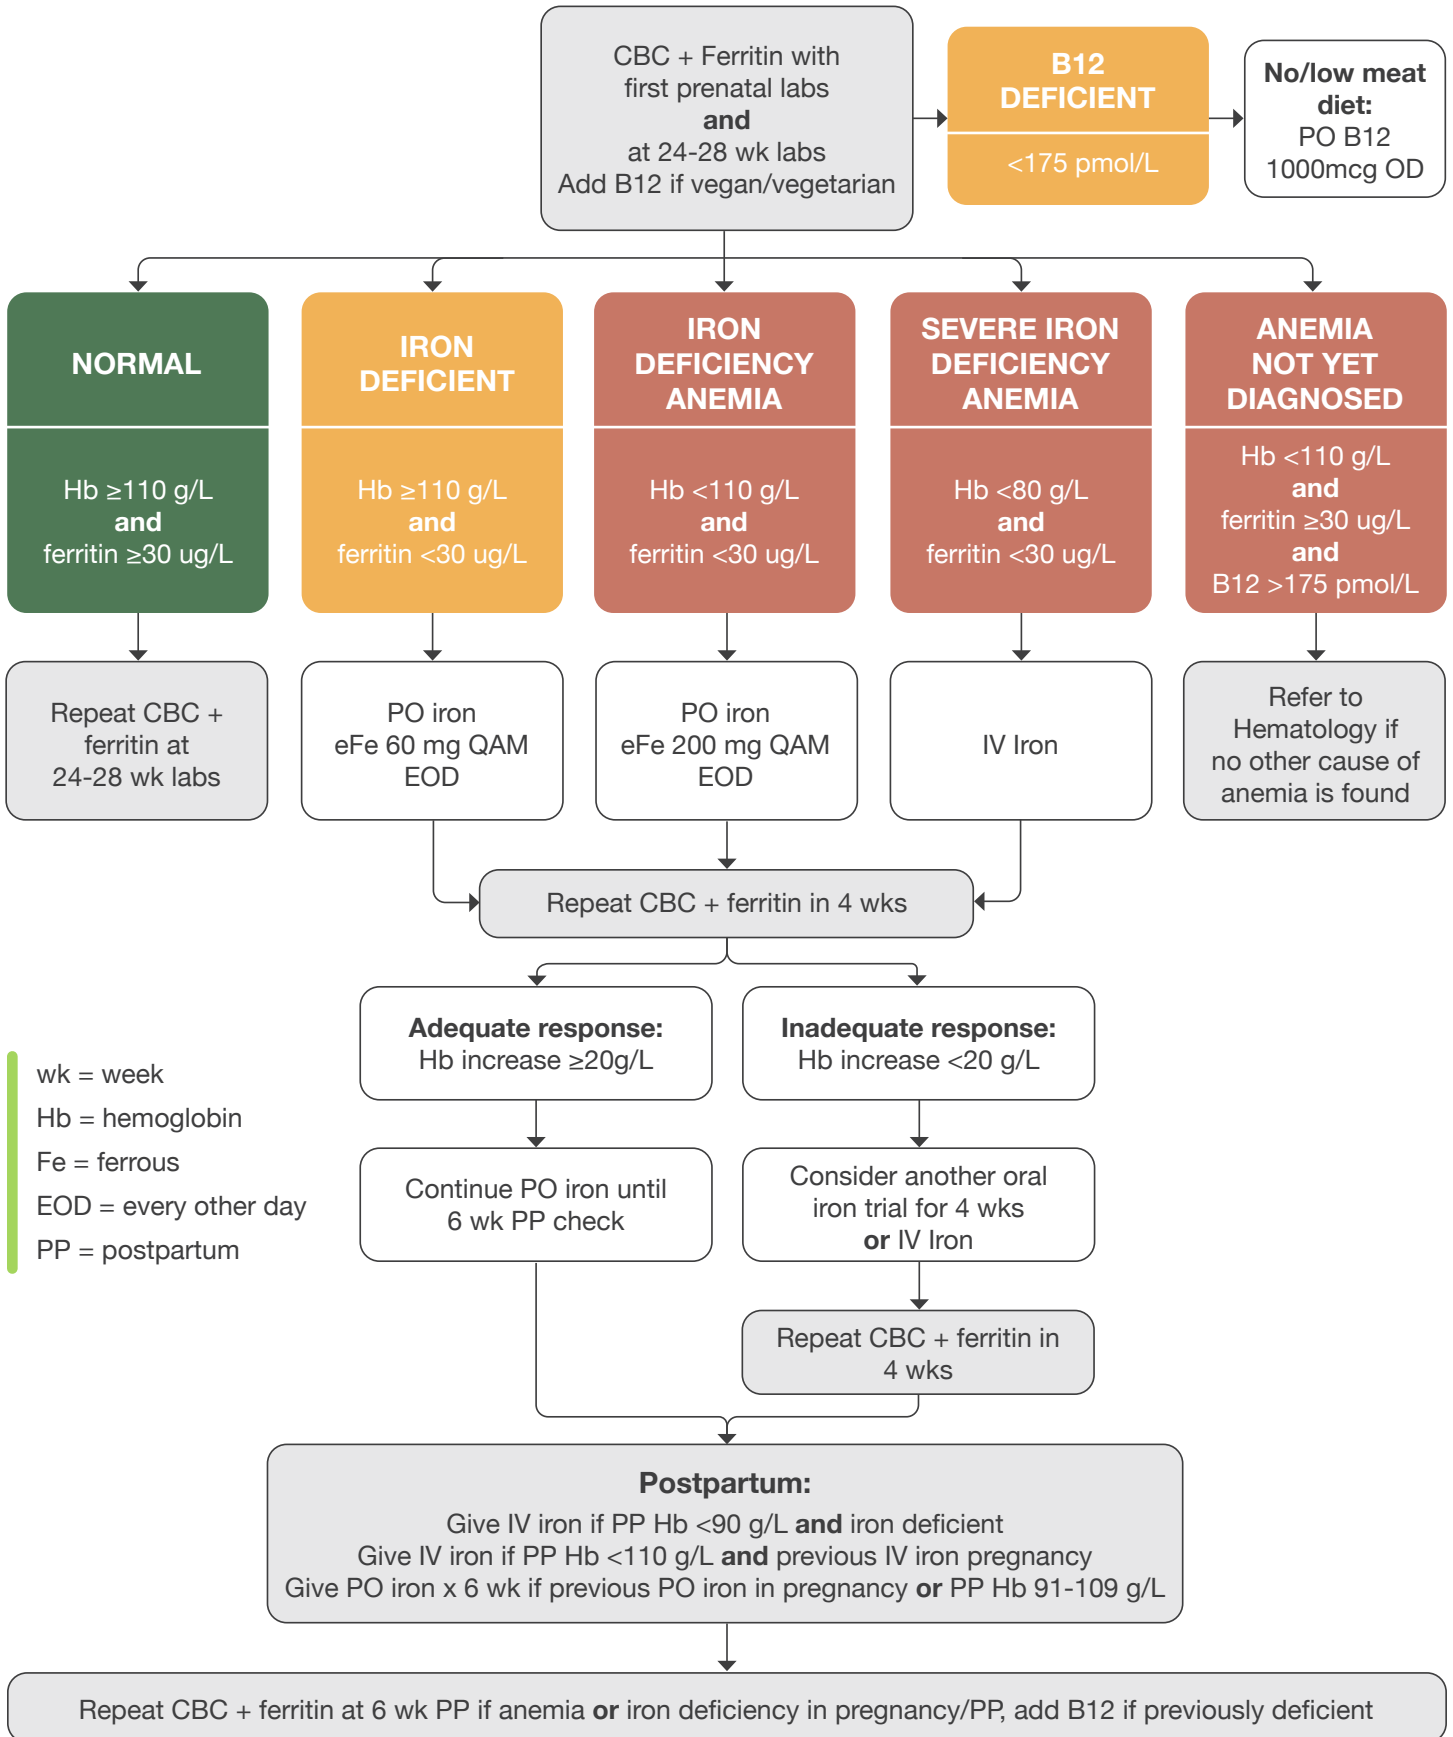 CBC + Ferritin with
first prenatal labs
and
at 24-28 wk labs
Add B12 if vegan/vegetarian
B12
DEFICIENT
<175 pmol/L
No/low meat
diet:
PO B12
1000mcg OD
NORMAL
Hb ≥110 g/L
and
ferritin ≥30 ug/L
IRON
DEFICIENT
Hb ≥110 g/L
and
ferritin <30 ug/L
IRON
DEFICIENCY
ANEMIA
Hb <110 g/L
and
ferritin <30 ug/L
SEVERE IRON
DEFICIENCY
ANEMIA
Hb <80 g/L
and
ferritin <30 ug/L
ANEMIA
NOT YET
DIAGNOSED
Hb <110 g/L
and
ferritin ≥30 ug/L
and
B12 >175 pmol/L
Repeat CBC +
ferritin at
24-28 wk labs
PO iron
eFe 60 mg QAM
EOD
PO iron
eFe 200 mg QAM
EOD
IV Iron
Refer to
Hematology if
no other cause of
anemia is found
Repeat CBC + ferritin in 4 wks
Adequate response:
Hb increase ≥20g/L
Inadequate response:
Hb increase <20 g/L
wk = week
Hb = hemoglobin
Fe = ferrous
EOD = every other day
PP = postpartum
Continue PO iron until
6 wk PP check
Consider another oral
iron trial for 4 wks
or IV Iron
Repeat CBC + ferritin in
4 wks
Postpartum:
Give IV iron if PP Hb <90 g/L and iron deficient
Give IV iron if PP Hb <110 g/L and previous IV iron pregnancy
Give PO iron x 6 wk if previous PO iron in pregnancy or PP Hb 91-109 g/L
Repeat CBC + ferritin at 6 wk PP if anemia or iron deficiency in pregnancy/PP, add B12 if previously deficient